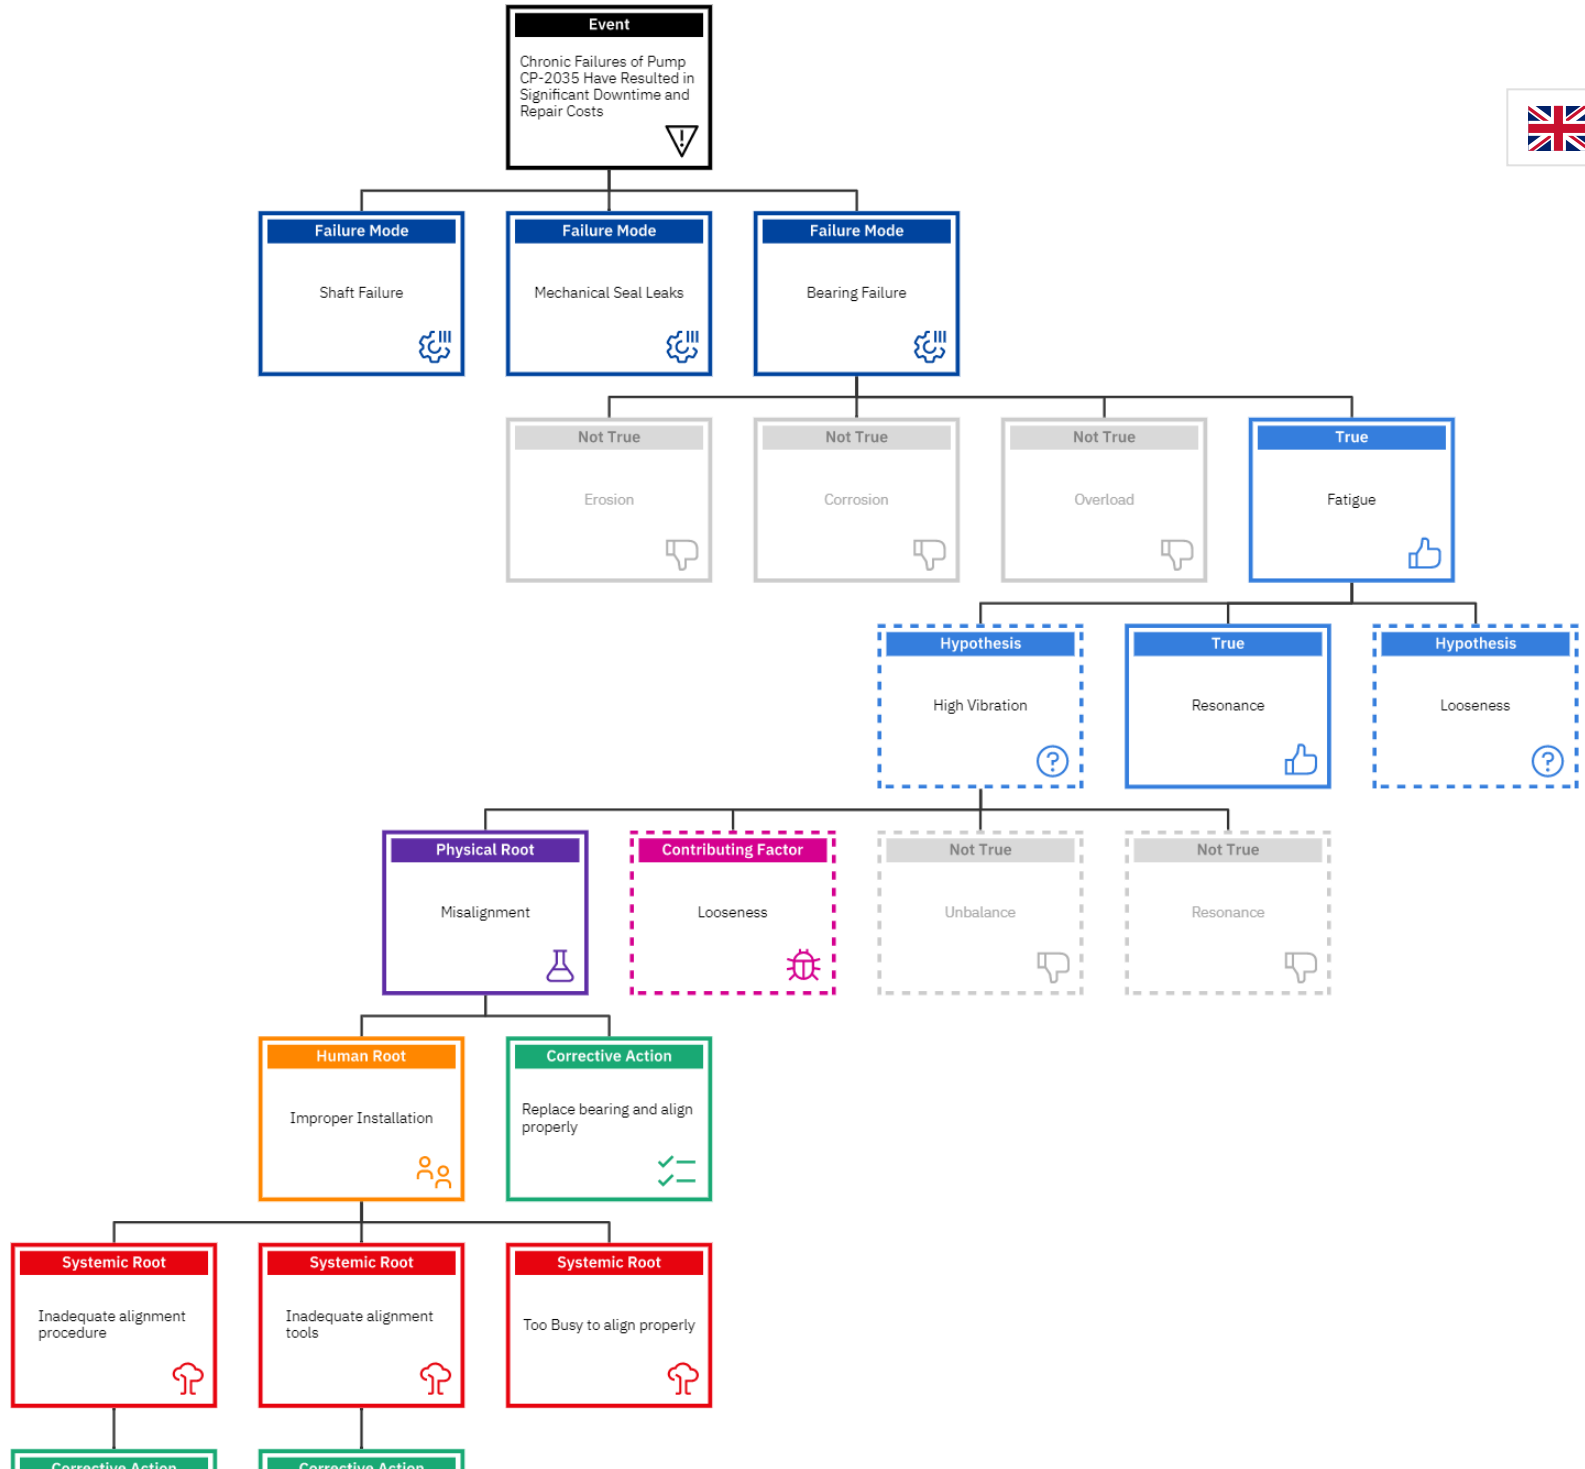 Event
Chronic Failures of Pump
CP-2035 Have Resulted in
Significant Downtime and
Repair Costs
Failure Mode
Shaft Failure
Failure Mode
Mechanical Seal Leaks
Failure Mode
Bearing Failure
Not True
Erosion
Not True
Corrosion
Not True
Overload
True
Fatigue
Hypothesis
High Vibration
True
Resonance
Hypothesis
Looseness
Physical Root
Misalignment
Contributing Factor
Looseness
Not True
Unbalance
Not True
Resonance
Human Root
Improper Installation
Corrective Action
Replace bearing and align
properly
Systemic Root
Inadequate alignment
procedure
Systemic Root
Inadequate alignment
tools
Systemic Root
Too Busy to align properly
Corrective Action
Corrective Action